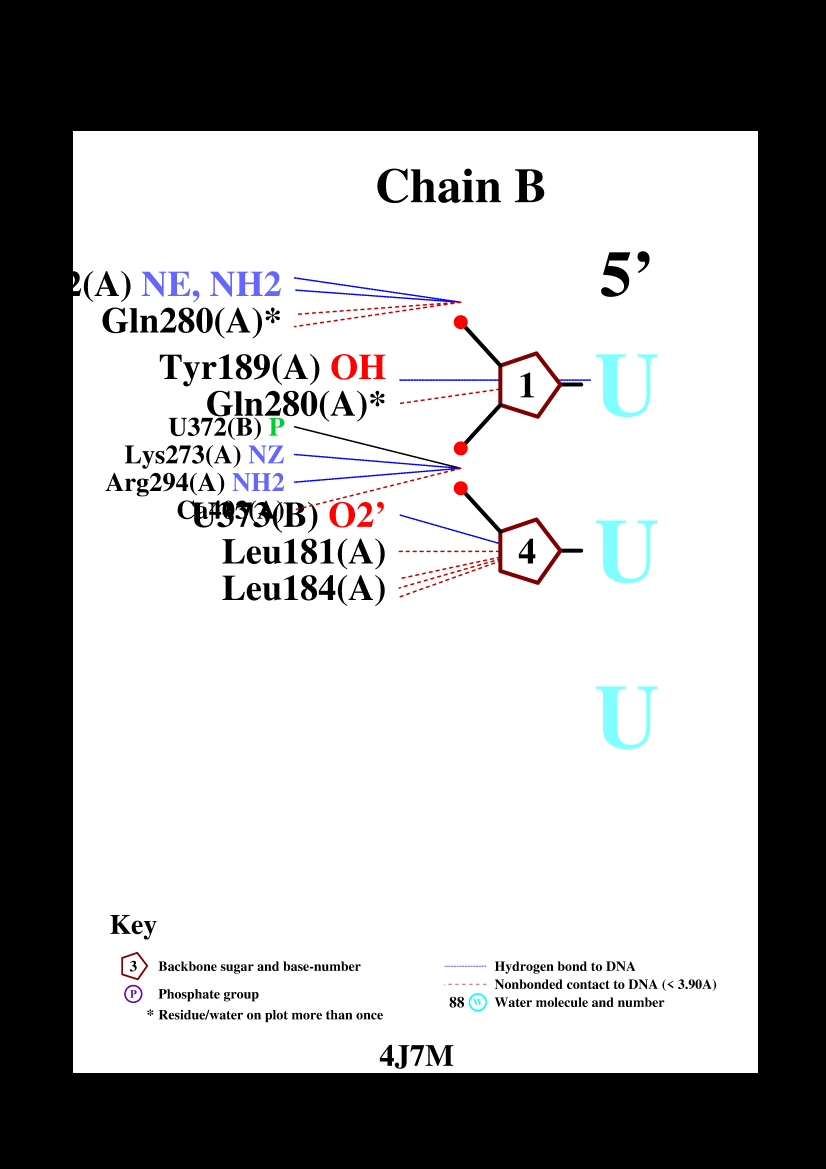 Chain B
5’
2(A) NE, NH2
Gln280(A)*
Tyr189(A) OH
1
U
Gln280(A)*
U372(B) P
Lys273(A) NZ
Arg294(A) NH2
Ca405(A)
U373(B) O2’
Leu181(A)
4
U
Leu184(A)
U
Key
3 Backbone sugar and base-number
P Phosphate group
* Residue/water on plot more than once
Hydrogen bond to DNA
Nonbonded contact to DNA (< 3.90A)
88 W Water molecule and number
4J7M